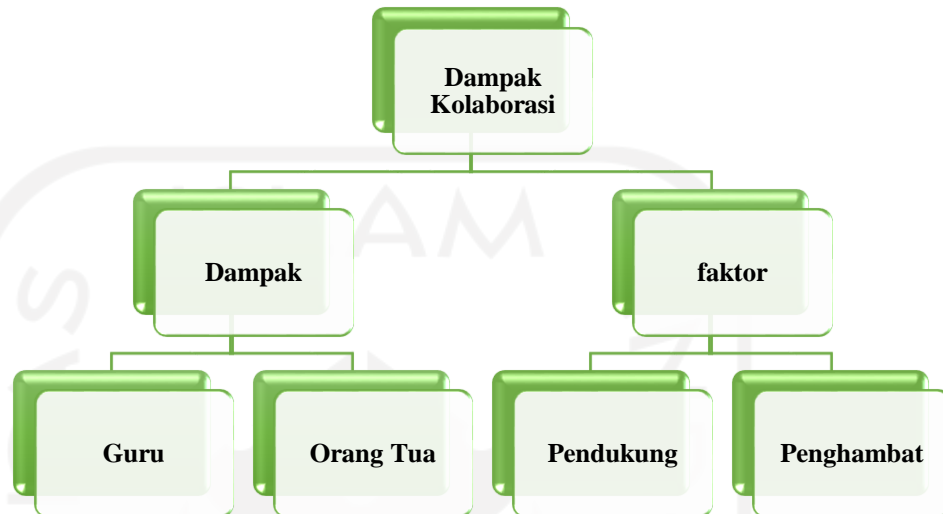 Dampak
Kolaborasi
Dampak
faktor
Guru
Orang Tua
Pendukung
Penghambat